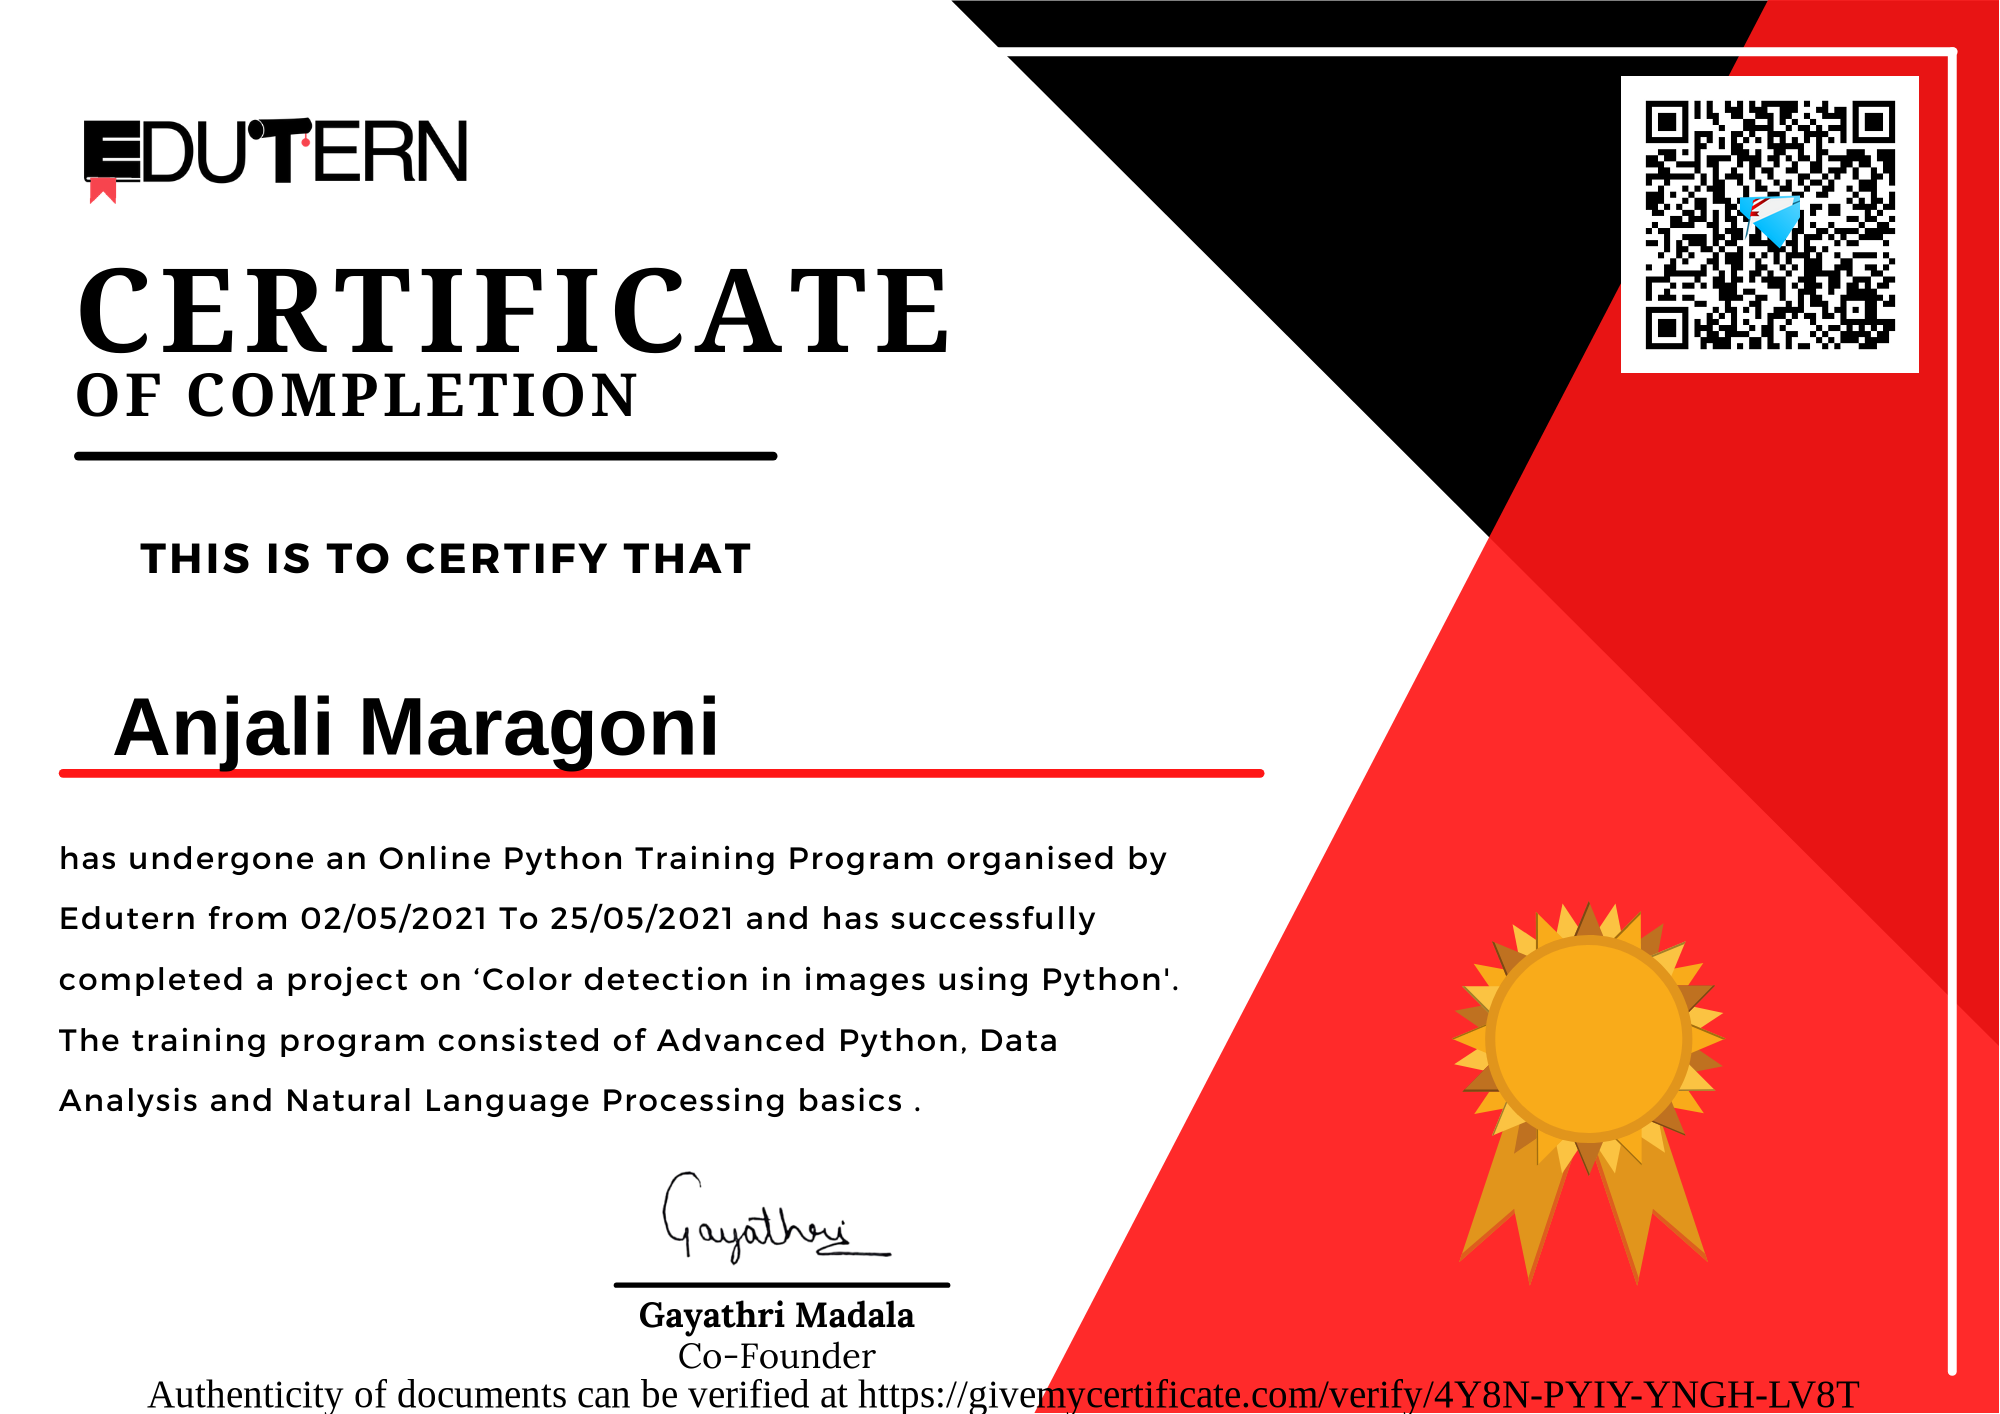 EDUTERN
CERTIFICATE
OF COMPLETION
THIS IS TO CERTIFY THAT
Anjali Maragoni
has undergone an Online Python Training Program organised by
Edutern from 02/05/2021 To 25/05/2021 and has successfully
completed a project on ‘Color detection in images using Python'.
The training program consisted of Advanced Python, Data
Analysis and Natural Language Processing basics .
Gayathri
Gayathri Madala
Co-Founder
Authenticity of documents can be verified at https://givemycertificate.com/verify/4Y8N-PYIY-YNGH-LV8T